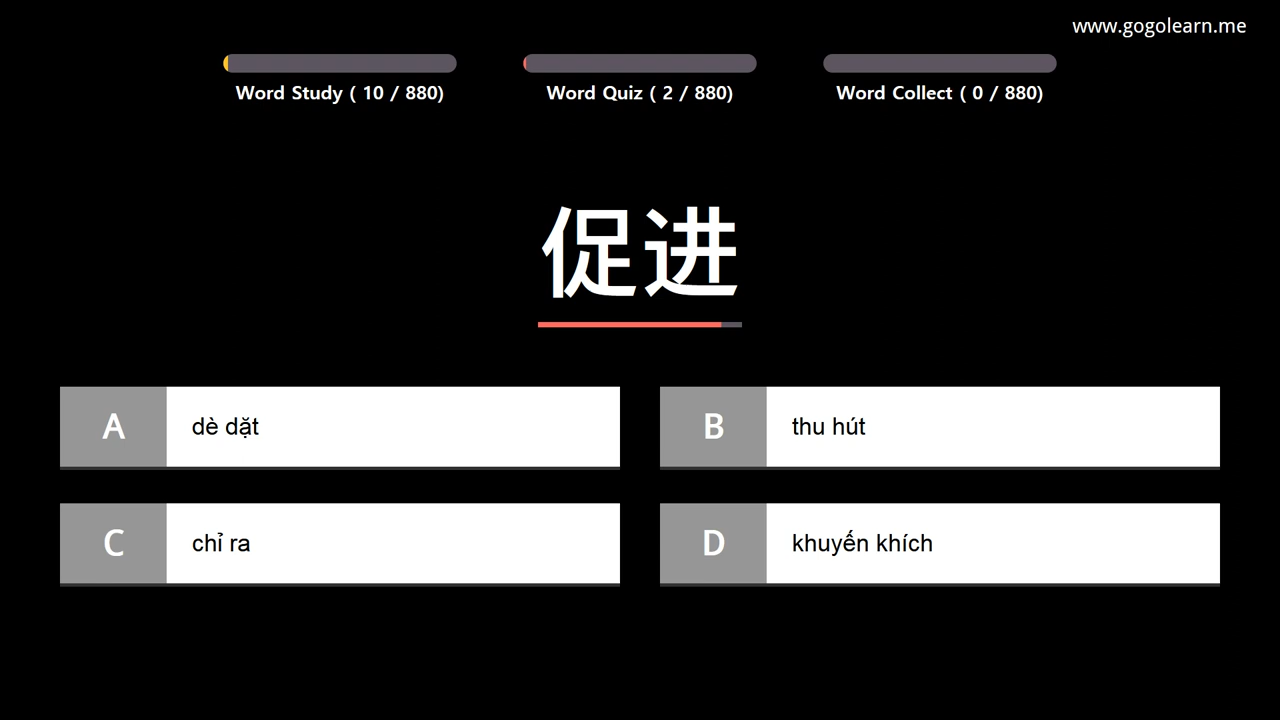 www.gogolearn.me
Word Study ( 10 / 880)
Word Quiz ( 2 / 880)
Word Collect ( 0 / 880)
促进
A
dè dặt
B
thu hút
C
chỉ ra
D
khuyến khích